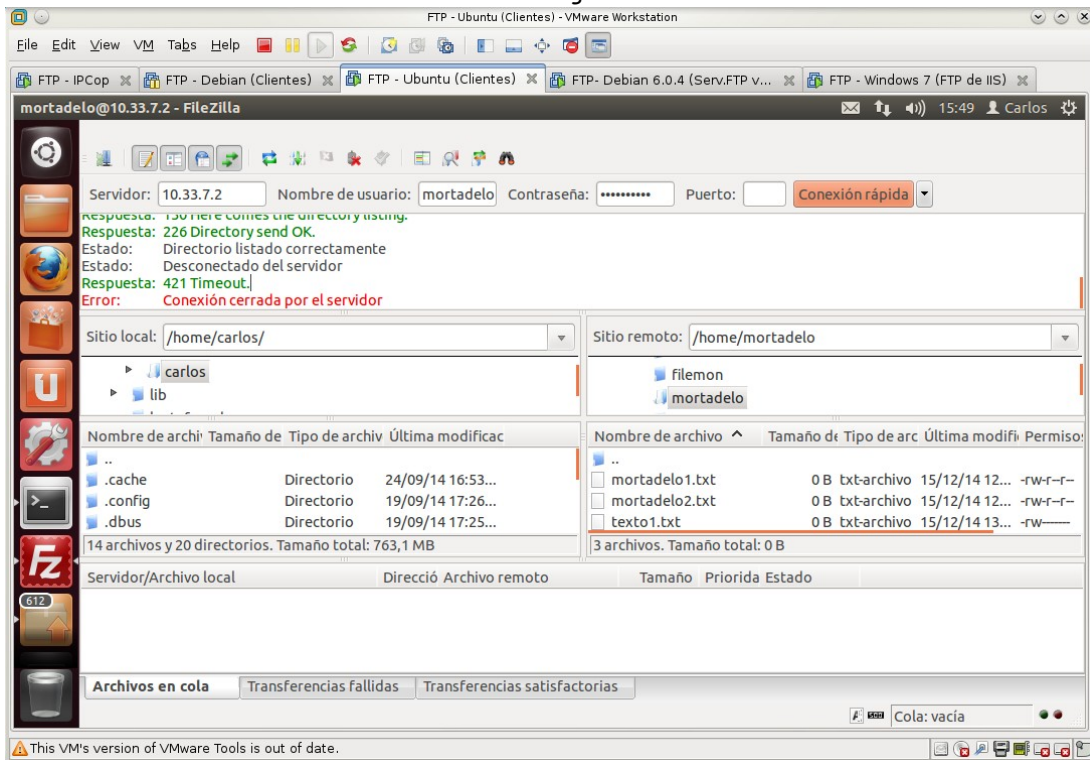 FTP - Ubuntu (Clientes) - VMware Workstation
File Edit View VM Tabs Help
FTP - IPCop
FTP - Debian (Clientes)
FTP - Ubuntu (Clientes)
FTP- Debian 6.0.4 (Serv.FTP v...
FTP - Windows 7 (FTP de IIS)
mortadelo@10.33.7.2 - FileZilla
15:49 Carlos
Servidor: 10.33.7.2 Nombre de usuario: mortadelo Contraseña: •••••••••• Puerto: Conexión rápida
Respuesta: 150 Here comes the directory listing.
Respuesta: 226 Directory send OK.
Estado: Directorio listado correctamente
Estado: Desconectado del servidor
Respuesta: 421 Timeout.
Error: Conexión cerrada por el servidor
Sitio local: /home/carlos/
Sitio remoto: /home/mortadelo
carlos
lib
filemon
mortadelo
Nombre de archi Tamaño de Tipo de archiv Última modificac
..
.cache Directorio 24/09/14 16:53...
.config Directorio 19/09/14 17:26...
.dbus Directorio 19/09/14 17:25...
14 archivos y 20 directorios. Tamaño total: 763,1 MB
Nombre de archivo Tamaño de Tipo de arc Última modifi Permiso
..
mortadelo1.txt 0 B txt-archivo 15/12/14 12... -rw-r--r--
mortadelo2.txt 0 B txt-archivo 15/12/14 12... -rw-r--r--
texto1.txt 0 B txt-archivo 15/12/14 13... -rw-------
3 archivos. Tamaño total: 0 B
Servidor/Archivo local Direcció Archivo remoto Tamaño Priorida Estado
612
Archivos en cola Transferencias fallidas Transferencias satisfactorias
Cola: vacía
This VM's version of VMware Tools is out of date.